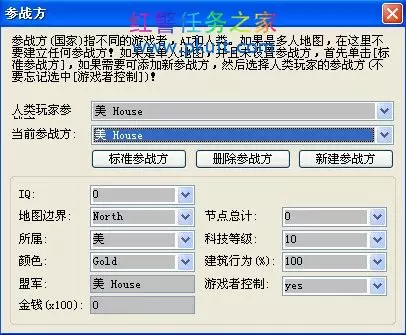 参战方
红警任务之家
参战方(国家)指不同的游戏者，AI和人类。如果是多人地图，在这里不
要建立任何参战方！如果是单人地图，并且未设置参战方，首先单击[标
准参战方]，如果需要可添加新参战方，然后选择人类玩家的参战方(不
要忘记选中[游戏者控制])！
人类玩家参
美 House
当前参战方：
美 House
标准参战方
删除参战方
新建参战方
IQ:
0
地图边界：
North
节点总计：
0
所属：
美
科技等级：
10
颜色：
Gold
建筑行为(%):
100
盟军：
美 House
游戏者控制：
yes
金钱(x100):
0